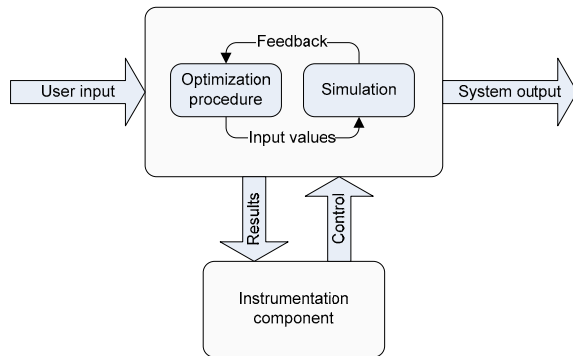 Feedback
User input
Optimization
procedure
Simulation
System output
Input values
Results
Control
Instrumentation
component